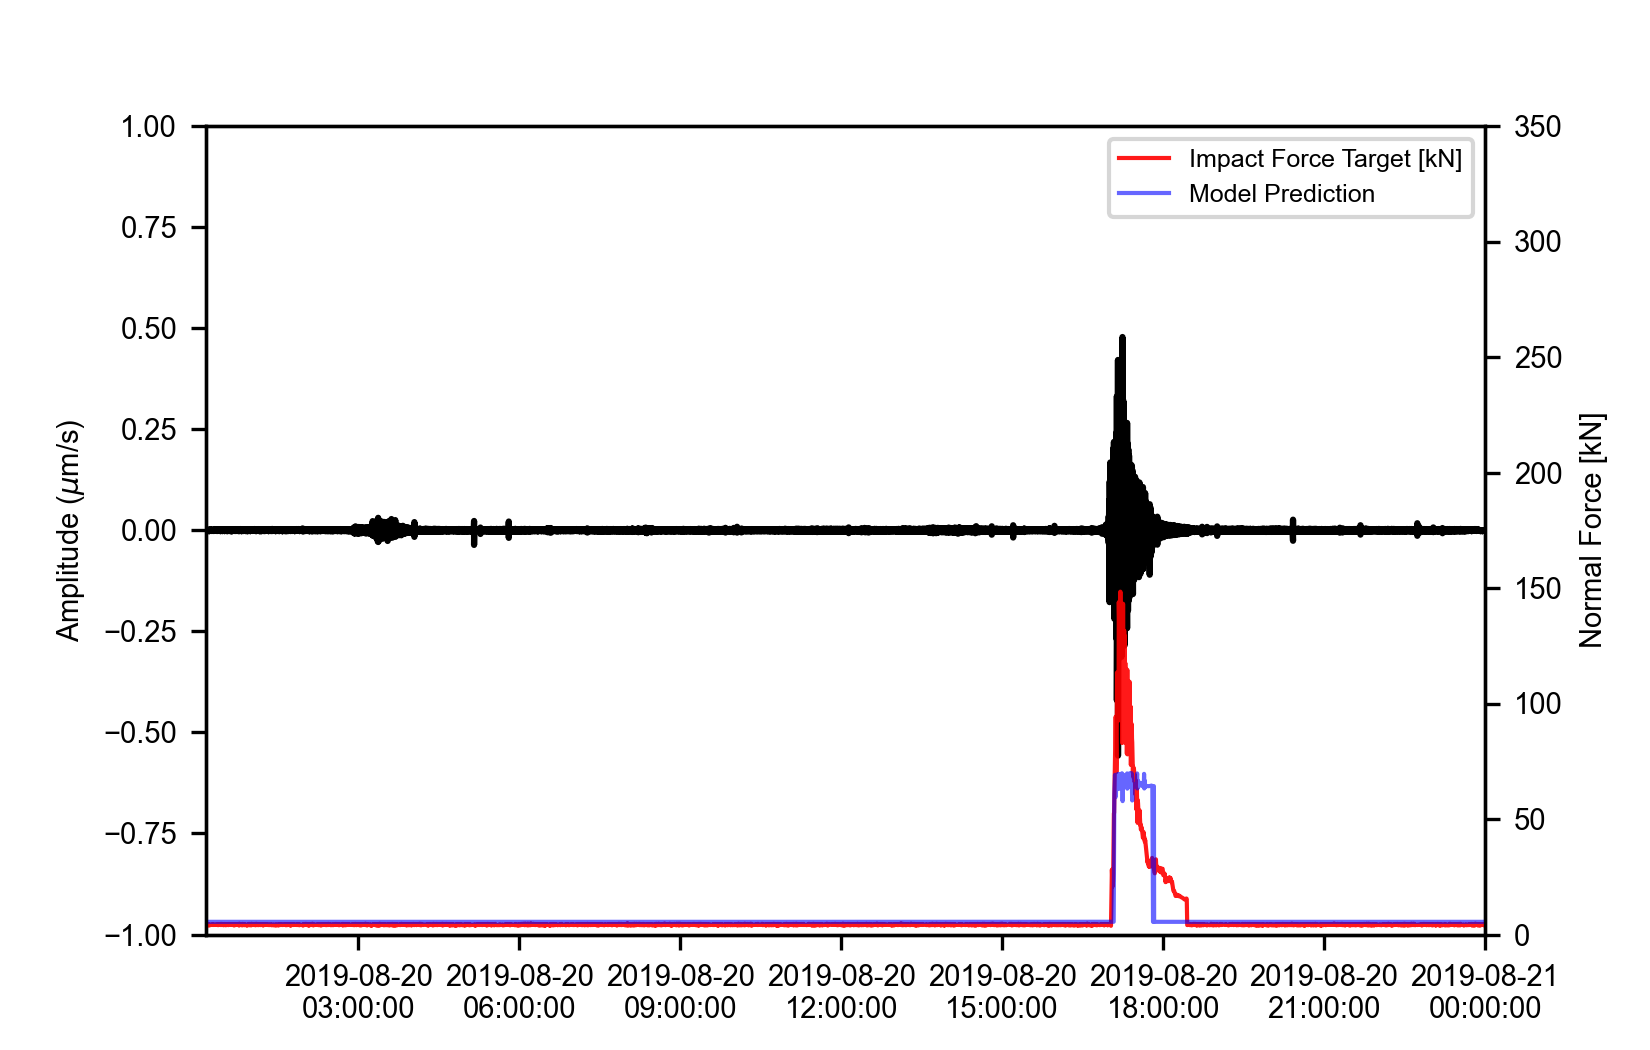 1.00
0.75
0.50
0.25
0.00
−0.25
−0.50
−0.75
−1.00
Amplitude (μm/s)
Impact Force Target [kN]
Model Prediction
350
300
250
200
150
100
50
0
Normal Force [kN]
2019-08-20 2019-08-20 2019-08-20 2019-08-20 2019-08-20 2019-08-20 2019-08-20 2019-08-21
03:00:00 06:00:00 09:00:00 12:00:00 15:00:00 18:00:00 21:00:00 00:00:00